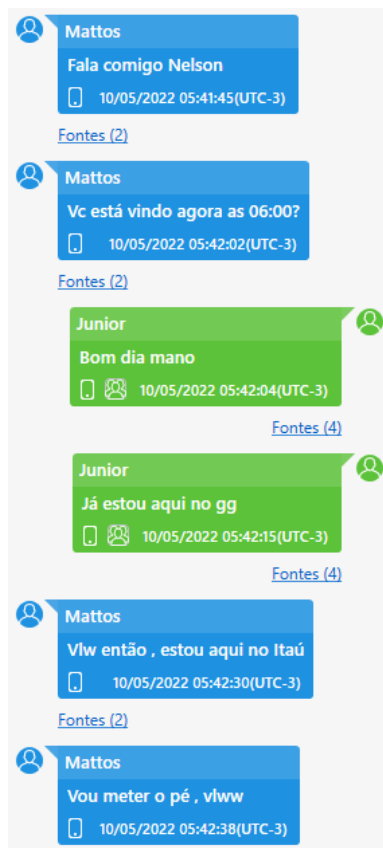 Mattos
Fala comigo Nelson
10/05/2022 05:41:45(UTC-3)
Fontes (2)
Mattos
Vc está vindo agora as 06:00?
10/05/2022 05:42:02(UTC-3)
Fontes (2)
Junior
Bom dia mano
10/05/2022 05:42:04(UTC-3)
Fontes (4)
Junior
Já estou aqui no gg
10/05/2022 05:42:15(UTC-3)
Fontes (4)
Mattos
Vlw então , estou aqui no Itaú
10/05/2022 05:42:30(UTC-3)
Fontes (2)
Mattos
Vou meter o pé , vlww
10/05/2022 05:42:38(UTC-3)